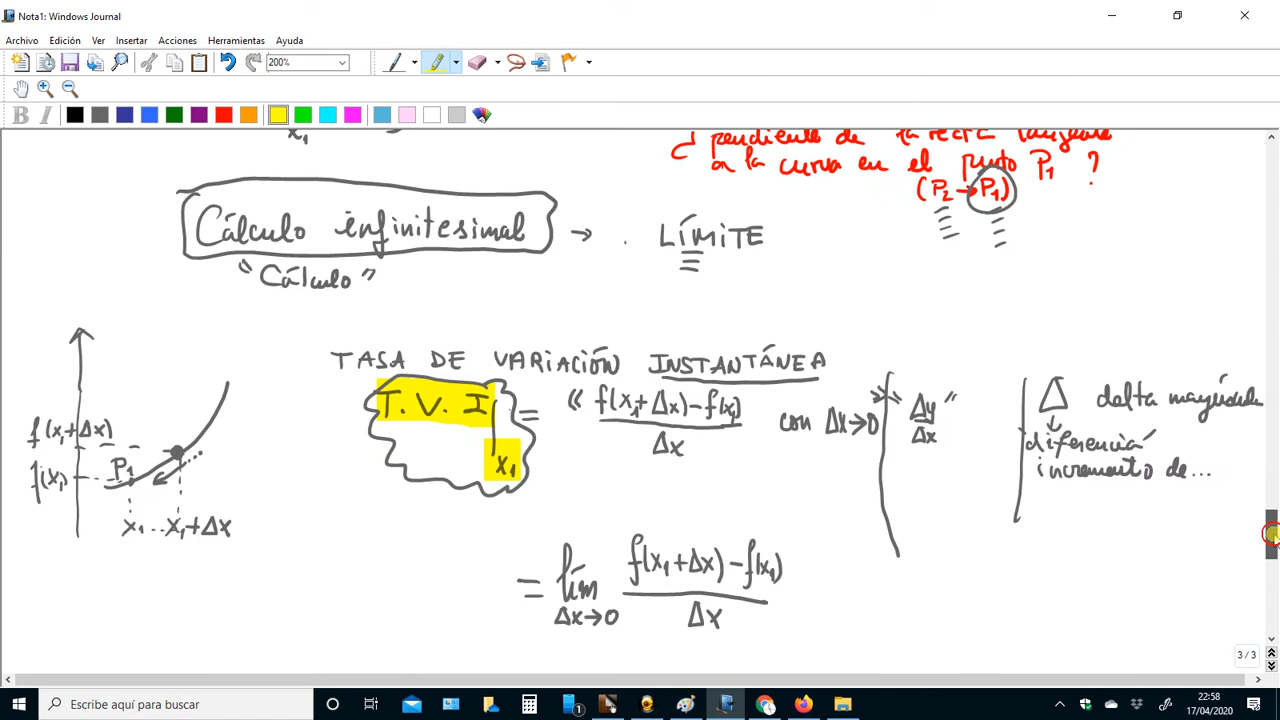 Nota1: Windows Journal
Archivo Edición Ver Insertar Acciones Herramientas Ayuda
200%
B I
x₁
¿ pendiente de la recta tangente
en la curva en el punto P₁ ?
(P₂ → P₁)
Cálculo infinitesimal → . LÍMITE
"Cálculo"
TASA DE VARIACIÓN INSTANTÁNEA
T. V. I | x₁ = « f(x₁+Δx) - f(x₁) / Δx con Δx→0 »
" Δy / Δx "
Δ delta mayúscula
diferencia
incremento de...
f(x₁+Δx)
f(x₁)
P₁
x₁ ... x₁+Δx
= lím Δx→0 f(x₁+Δx) - f(x₁) / Δx
3 / 3
Escribe aquí para buscar
1
22:58
17/04/2020